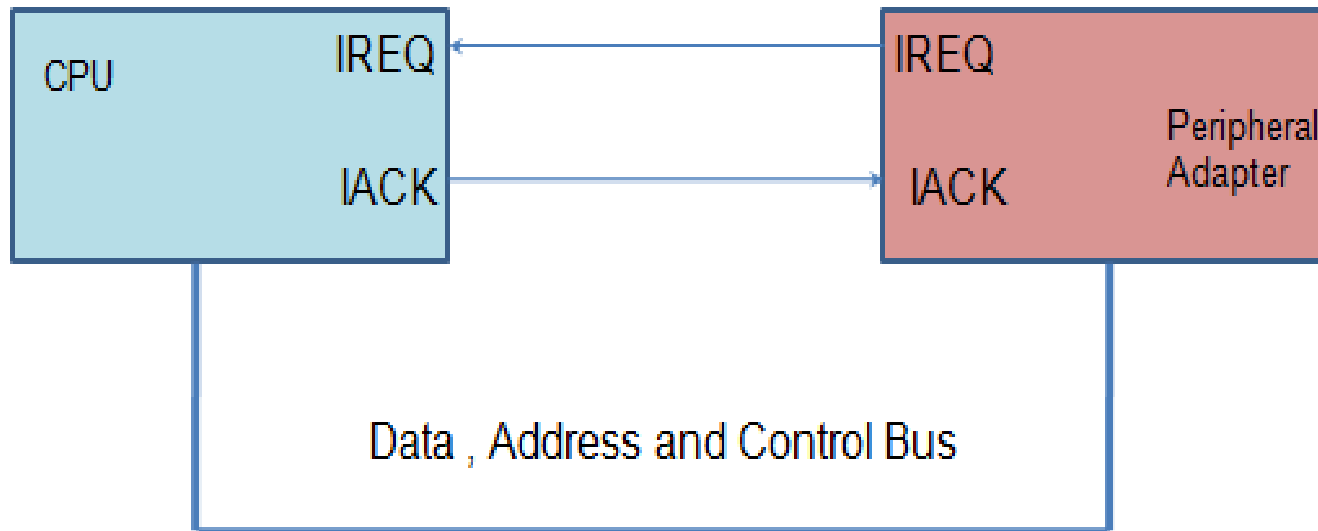 CPU
IREQ
IACK
IREQ
IACK
Peripheral
Adapter
Data , Address and Control Bus